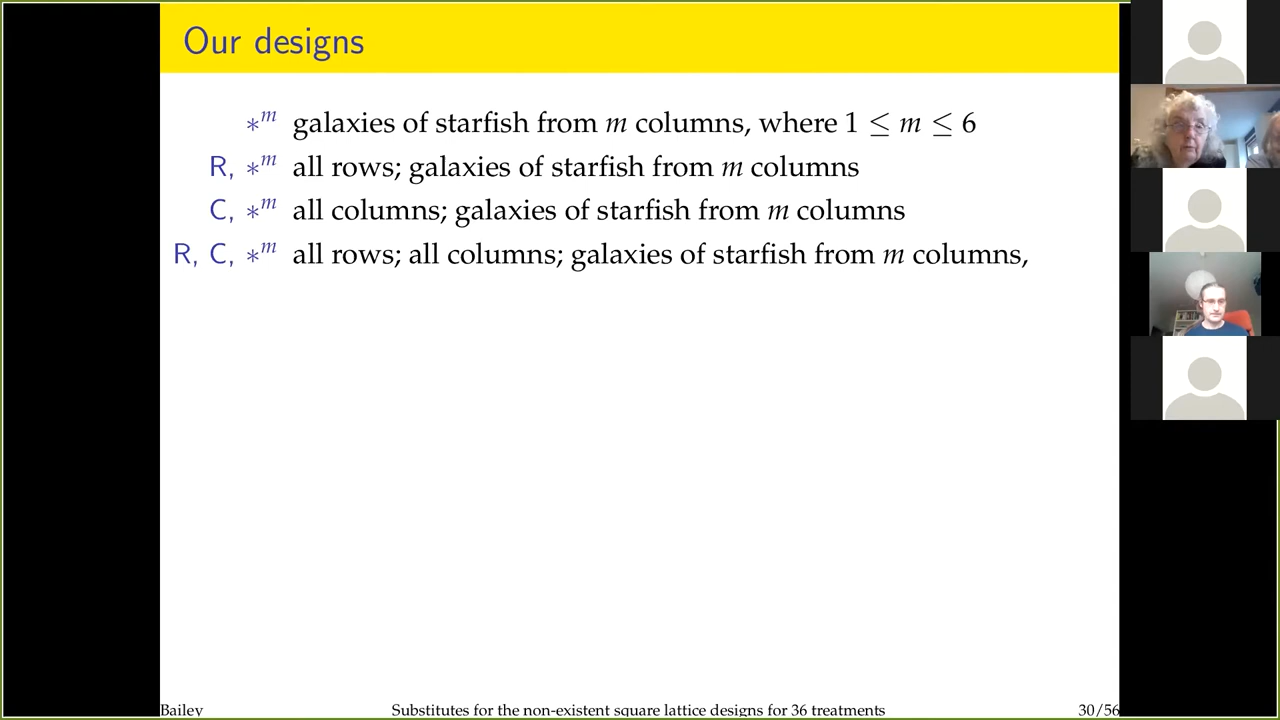 Our designs
∗ᵐ galaxies of starfish from m columns, where 1 ≤ m ≤ 6
R, ∗ᵐ all rows; galaxies of starfish from m columns
C, ∗ᵐ all columns; galaxies of starfish from m columns
R, C, ∗ᵐ all rows; all columns; galaxies of starfish from m columns,
Bailey Substitutes for the non-existent square lattice designs for 36 treatments 30/56